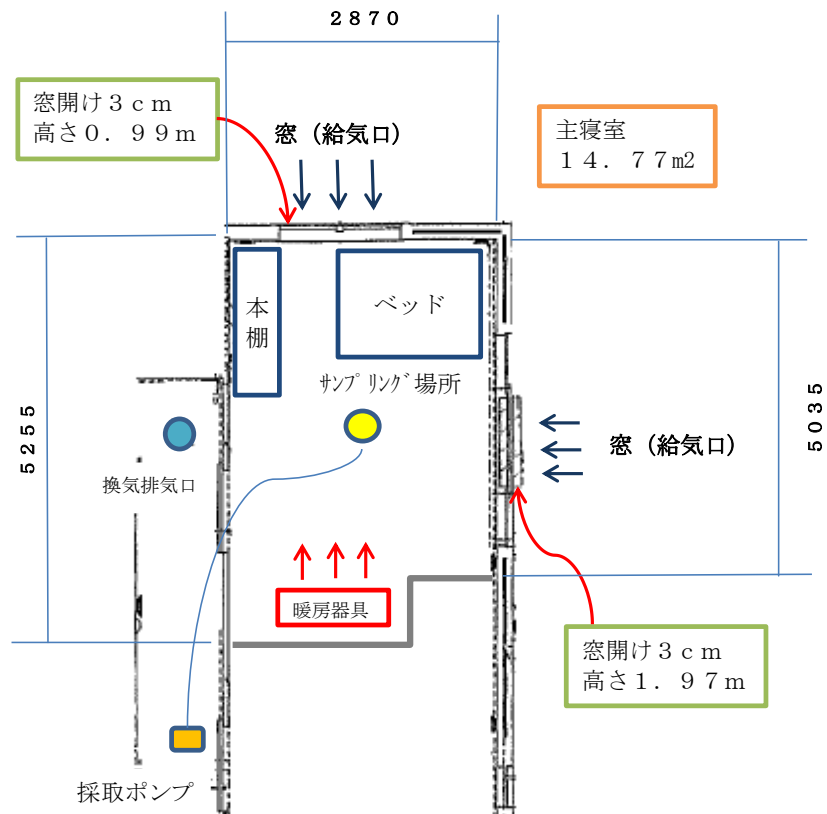 ２８７０
窓開け３ｃｍ
高さ０．９９ｍ
窓（給気口）
主寝室
１４．７７㎡2
本棚
ベッド
ｻﾝﾌﾟﾘﾝｸﾞ場所
５２５５
５０３５
換気排気口
窓（給気口）
暖房器具
窓開け３ｃｍ
高さ１．９７ｍ
採取ポンプ